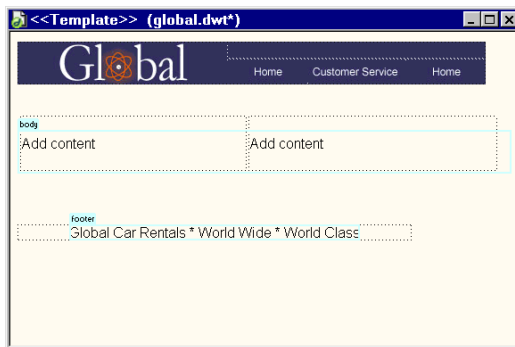 <<Template>> (global.dwt*)
Global
Home Customer Service Home
body
Add content Add content
footer
Global Car Rentals * World Wide * World Class